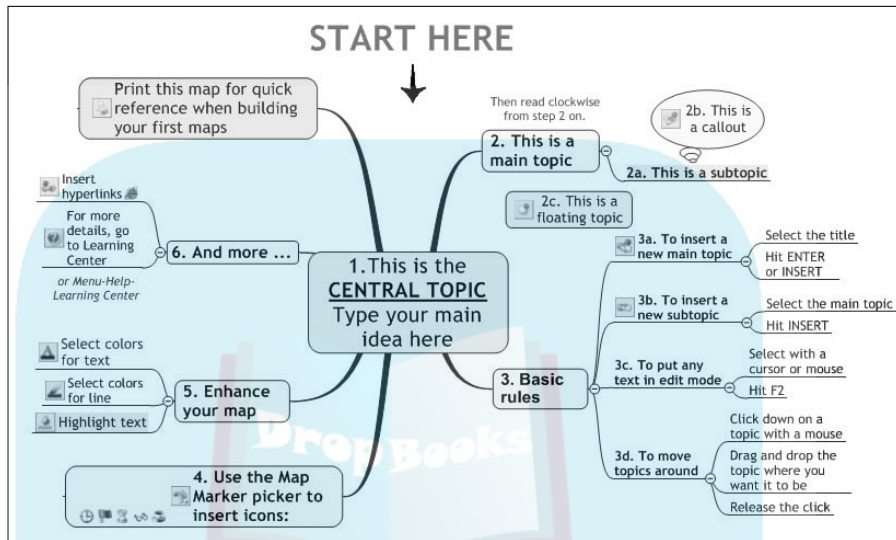 START HERE
Then read clockwise
from step 2 on.
1.This is the
CENTRAL TOPIC
Type your main
idea here
2. This is a
main topic
2b. This is
a callout
2a. This is a subtopic
2c. This is a
floating topic
3. Basic
rules
3a. To insert a
new main topic
Select the title
Hit ENTER
or INSERT
3b. To insert a
new subtopic
Select the main topic
Hit INSERT
3c. To put any
text in edit mode
Select with a
cursor or mouse
Hit F2
3d. To move
topics around
Click down on a
topic with a mouse
Drag and drop the
topic where you
want it to be
Release the click
4. Use the Map
Marker picker to
insert icons:
5. Enhance
your map
Select colors
for text
Select colors
for line
Highlight text
6. And more ...
Insert
hyperlinks
For more
details, go
to Learning
Center
or Menu-Help-
Learning Center
Print this map for quick
reference when building
your first maps
DropBooks